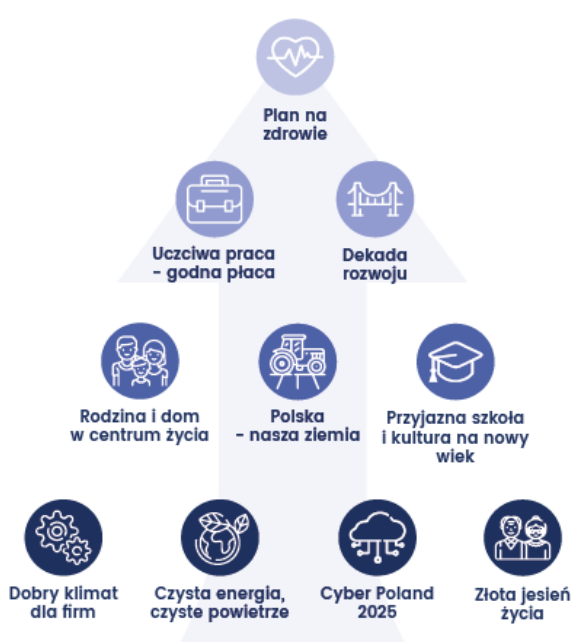 Plan na
zdrowie
Uczciwa praca
- godna płaca
Dekada
rozwoju
Rodzina i dom
w centrum życia
Polska
- nasza ziemia
Przyjazna szkoła
i kultura na nowy
wiek
Dobry klimat
dla firm
Czysta energia,
czyste powietrze
Cyber Poland
2025
Złota jesień
życia